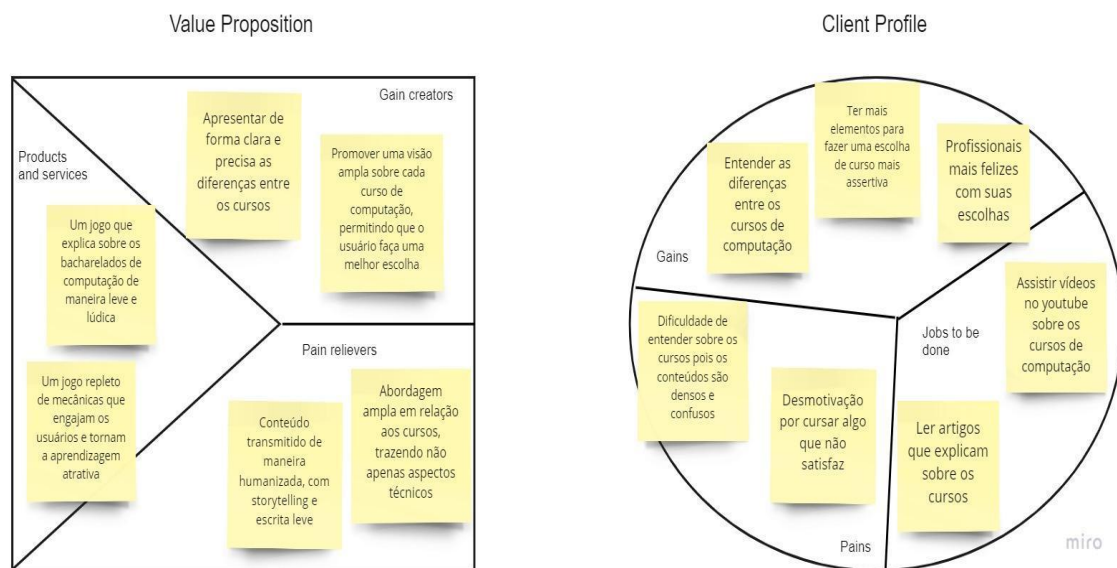 Value Proposition
Gain creators
Products
and services
Apresentar de
forma clara e
precisa as
diferenças entre
os cursos
Promover uma visão
ampla sobre cada
curso de
computação,
permitindo que o
usuário faça uma
melhor escolha
Um jogo que
explica sobre os
bacharelados de
computação de
maneira leve e
lúdica
Um jogo repleto
de mecânicas que
engajam os
usuários e tornam
a aprendizagem
atrativa
Pain relievers
Conteúdo
transmitido de
maneira
humanizada, com
storytelling e
escrita leve
Abordagem
ampla em relação
aos cursos,
trazendo não
apenas aspectos
técnicos
Client Profile
Gains
Entender as
diferenças
entre os
cursos de
computação
Ter mais
elementos para
fazer uma escolha
de curso mais
assertiva
Profissionais
mais felizes
com suas
escolhas
Jobs to be
done
Assistir vídeos
no youtube
sobre os
cursos de
computação
Ler artigos
que explicam
sobre os
cursos
Dificuldade de
entender sobre os
cursos pois os
conteúdos são
densos e
confusos
Desmotivação
por cursar algo
que não
satisfaz
Pains
miro